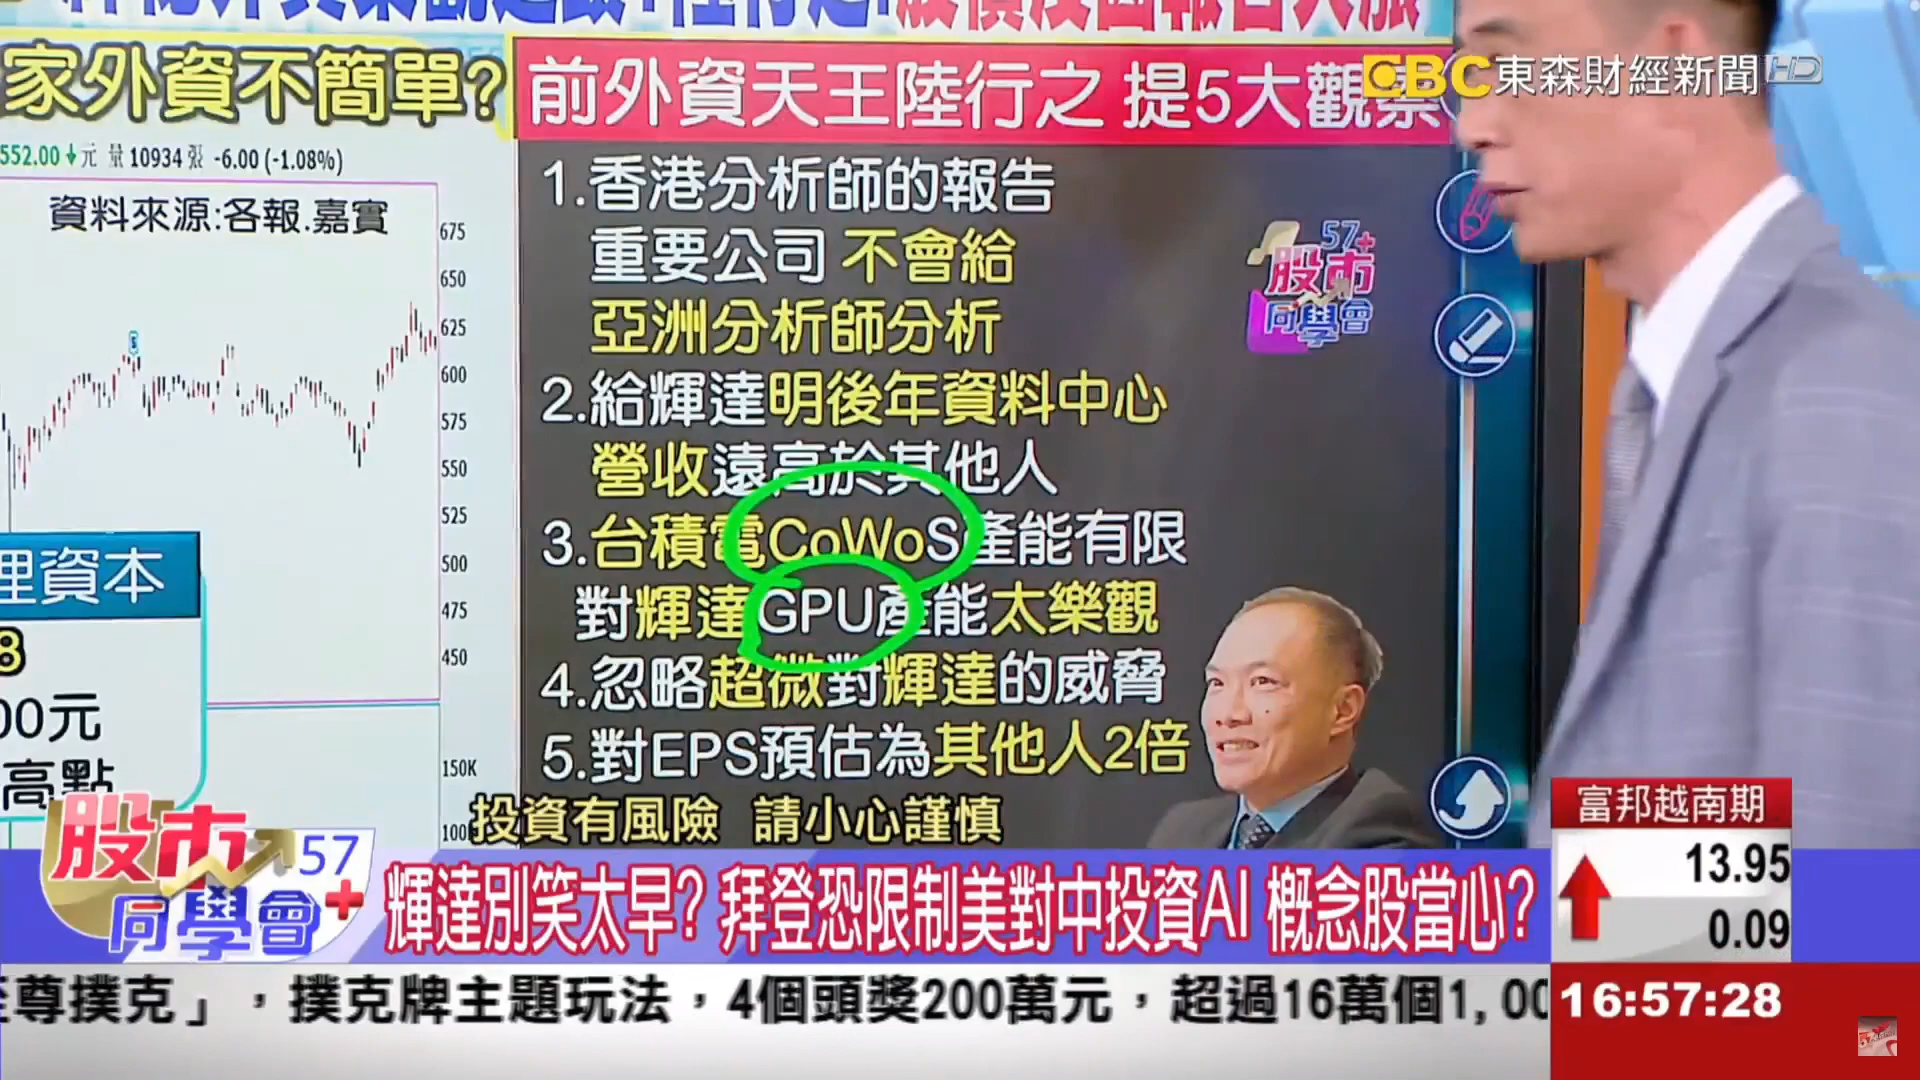 家外資不簡單?
552.00↓元 量10934張 -6.00(-1.08%)
資料來源:各報.嘉實
675
650
625
600
575
550
525
500
475
450
150K
100
理資本
8
00元
高點
前外資天王陸行之 提5大觀察
1.香港分析師的報告
重要公司 不會給
亞洲分析師分析
2.給輝達明後年資料中心
營收遠高於其他人
3.台積電CoWoS產能有限
對輝達GPU產能太樂觀
4.忽略超微對輝達的威脅
5.對EPS預估為其他人2倍
投資有風險 請小心謹慎
57+
股市
同學會
EBC東森財經新聞HD
股市
57
同學會+
輝達別笑太早? 拜登恐限制美對中投資AI 概念股當心?
至尊撲克」，撲克牌主題玩法，4個頭獎200萬元，超過16萬個1,00
富邦越南期
13.95
0.09
16:57:28